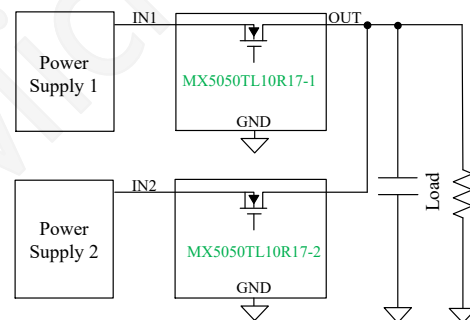 IN1
OUT
Power
Supply 1
MX5050TL10R17-1
GND
IN2
Power
Supply 2
MX5050TL10R17-2
GND
Load